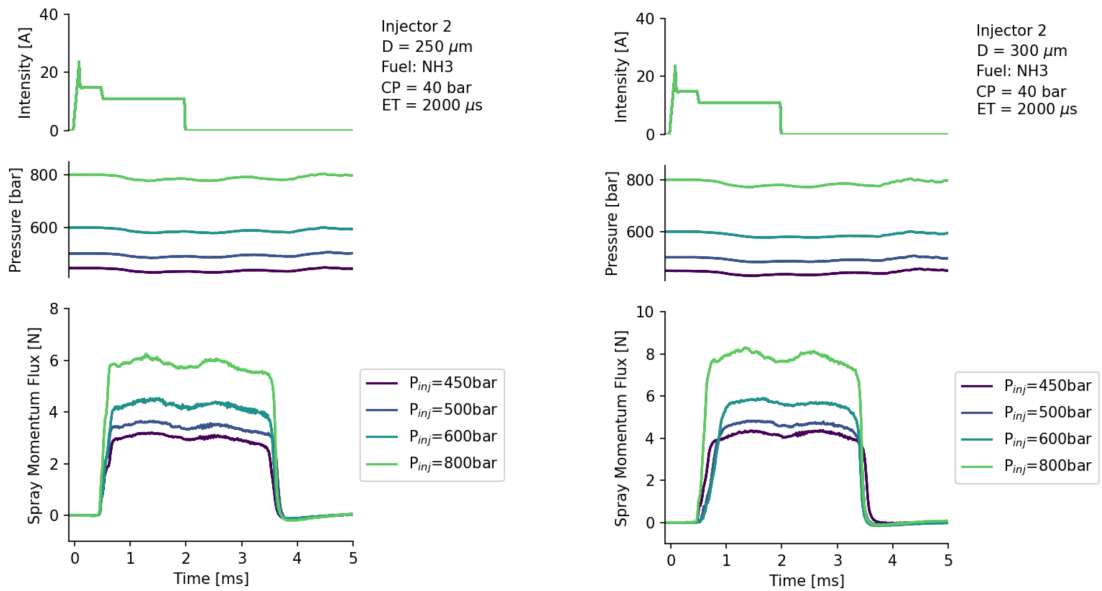 40
20
0
Intensity [A]
Injector 2
D = 250 μm
Fuel: NH3
CP = 40 bar
ET = 2000 μs
800
600
Pressure [bar]
8
6
4
2
0
Spray Momentum Flux [N]
P_inj=450bar
P_inj=500bar
P_inj=600bar
P_inj=800bar
0 1 2 3 4 5
Time [ms]
40
20
0
Intensity [A]
Injector 2
D = 300 μm
Fuel: NH3
CP = 40 bar
ET = 2000 μs
800
600
Pressure [bar]
10
8
6
4
2
0
Spray Momentum Flux [N]
P_inj=450bar
P_inj=500bar
P_inj=600bar
P_inj=800bar
0 1 2 3 4 5
Time [ms]